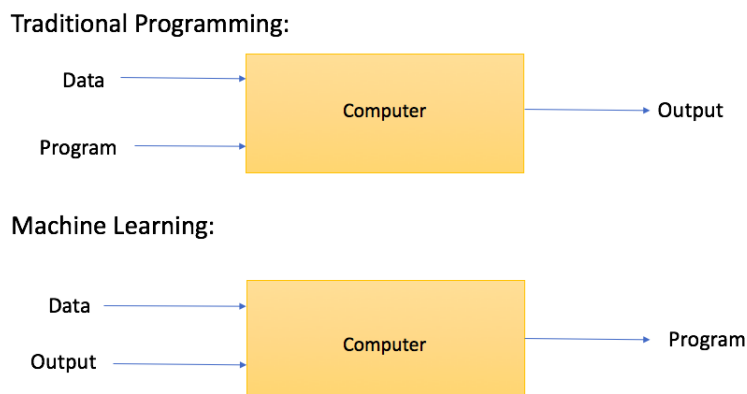 Traditional Programming:
Data
Computer
Output
Program
Machine Learning:
Data
Computer
Program
Output